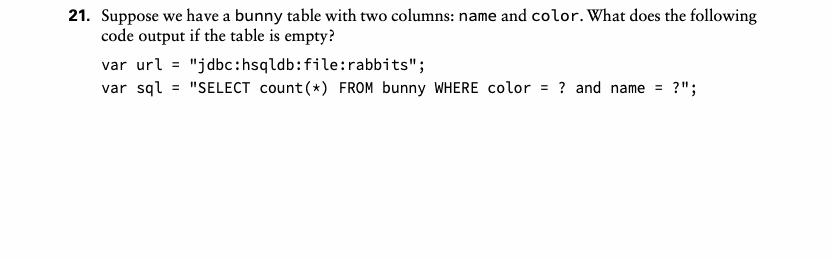 21. Suppose we have a bunny table with two columns: name and color. What does the following
code output if the table is empty?
var url = "jdbc:hsqldb:file:rabbits";
var sql = "SELECT count(*) FROM bunny WHERE color = ? and name = ?";